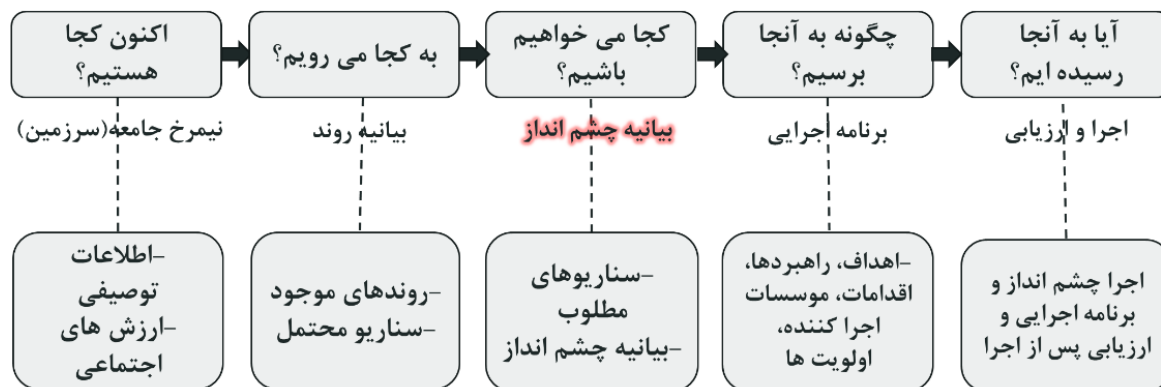 اکنون کجا
هستیم؟
به کجا می رویم؟
کجا می خواهیم
باشیم؟
چگونه به آنجا
برسیم؟
آیا به آنجا
رسیده ایم؟
نیمرخ جامعه(سرزمین)
بیانیه روند
بیانیه چشم انداز
برنامه اجرایی
اجرا و ارزیابی
-اطلاعات
توصیفی
-ارزش های
اجتماعی
-روندهای موجود
-سناریو محتمل
-سناریوهای
مطلوب
-بیانیه چشم انداز
-اهداف، راهبردها،
اقدامات، موسسات
اجرا کننده،
اولویت ها
اجرا چشم انداز و
برنامه اجرایی و
ارزیابی پس از اجرا